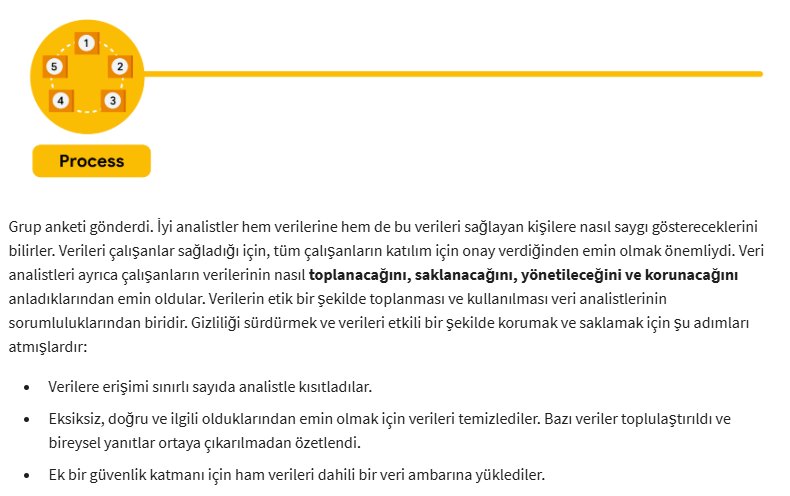 1
5
2
4
3
Process
Grup anketi gönderdi. İyi analistler hem verilerine hem de bu verileri sağlayan kişilere nasıl saygı göstereceklerini
bilirler. Verileri çalışanlar sağladığı için, tüm çalışanların katılım için onay verdiğinden emin olmak önemliydi. Veri
analistleri ayrıca çalışanların verilerinin nasıl toplanacağını, saklanacağını, yönetileceğini ve korunacağını
anladıklarından emin oldular. Verilerin etik bir şekilde toplanması ve kullanılması veri analistlerinin
sorumluluklarından biridir. Gizliliği sürdürmek ve verileri etkili bir şekilde korumak ve saklamak için şu adımları
atmışlardır:
• Verilere erişimi sınırlı sayıda analistle kısıtladılar.
• Eksiksiz, doğru ve ilgili olduklarından emin olmak için verileri temizlediler. Bazı veriler toplulaştırıldı ve
bireysel yanıtlar ortaya çıkarılmadan özetlendi.
• Ek bir güvenlik katmanı için ham verileri dahili bir veri ambarına yüklediler.